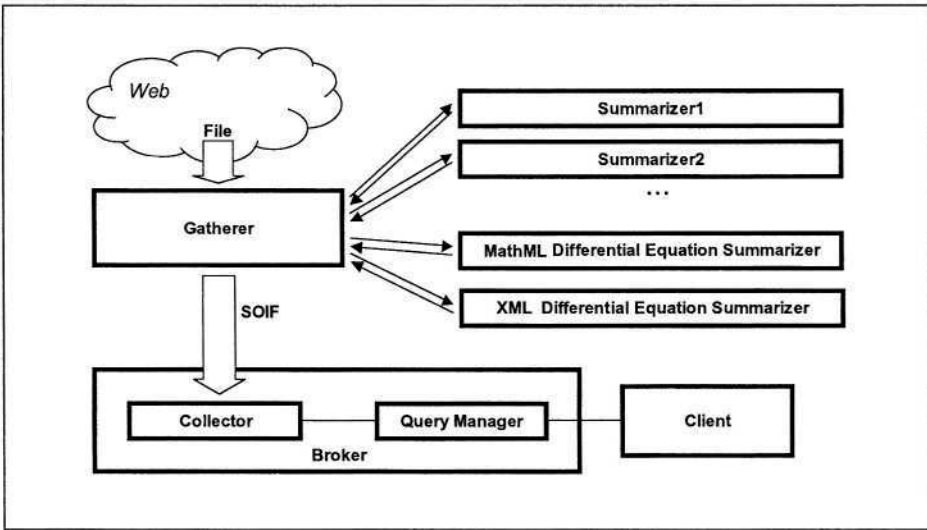 Web
File
Summarizer1
Summarizer2
...
Gatherer
MathML Differential Equation Summarizer
XML Differential Equation Summarizer
SOIF
Collector
Query Manager
Client
Broker